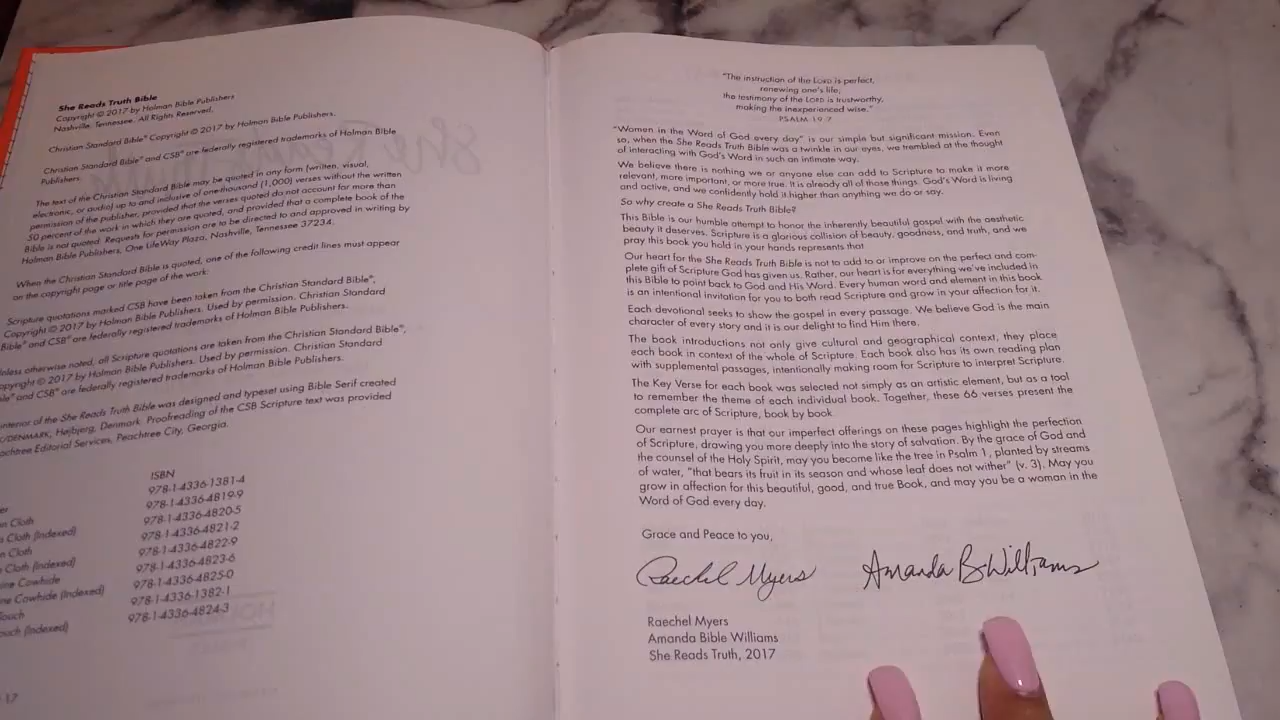 She Reads Truth Bible
Copyright © 2017 by Holman Bible Publishers
Nashville, Tennessee. All Rights Reserved.
Christian Standard Bible® Copyright © 2017 by Holman Bible Publishers.
Christian Standard Bible® and CSB® are federally registered trademarks of Holman Bible
Publishers.
The text of the Christian Standard Bible may be quoted in any form (written, visual,
electronic, or audio) up to and inclusive of one-thousand (1,000) verses without the written
permission of the publisher, provided that the verses quoted do not account for more than
50 percent of the work in which they are quoted, and provided that a complete book of the
Bible is not quoted. Requests for permission are to be directed to and approved in writing by
Holman Bible Publishers, One LifeWay Plaza, Nashville, Tennessee 37234.
When the Christian Standard Bible is quoted, one of the following credit lines must appear
on the copyright page or title page of the work:
Scripture quotations marked CSB have been taken from the Christian Standard Bible®,
Copyright © 2017 by Holman Bible Publishers. Used by permission. Christian Standard
Bible® and CSB® are federally registered trademarks of Holman Bible Publishers.
otherwise noted, all Scripture quotations are taken from the Christian Standard Bible®,
© 2017 by Holman Bible Publishers. Used by permission. Christian Standard
and CSB® are federally registered trademarks of Holman Bible Publishers.
interior of the She Reads Truth Bible was designed and typeset using Bible Serif created
/DENMARK, Højbjerg, Denmark. Proofreading of the CSB Scripture text was provided
Editorial Services, Peachtree City, Georgia.
ISBN
978-1-4336-1381-4
978-1-4336-4819-9
Cloth 978-1-4336-4820-5
Cloth (Indexed) 978-1-4336-4821-2
Cloth 978-1-4336-4822-9
Cloth (Indexed) 978-1-4336-4823-6
Cowhide 978-1-4336-4825-0
Cowhide (Indexed) 978-1-4336-1382-1
978-1-4336-4824-3
(Indexed)
17
"The instruction of the LORD is perfect,
renewing one's life;
the testimony of the LORD is trustworthy,
making the inexperienced wise."
PSALM 19:7
"Women in the Word of God every day" is our simple but significant mission. Even
so, when the She Reads Truth Bible was a twinkle in our eyes, we trembled at the thought
of interacting with God's Word in such an intimate way.
We believe there is nothing we or anyone else can add to Scripture to make it more
relevant, more important, or more true. It is already all of those things. God's Word is living
and active, and we confidently hold it higher than anything we do or say.
So why create a She Reads Truth Bible?
This Bible is our humble attempt to honor the inherently beautiful gospel with the aesthetic
beauty it deserves. Scripture is a glorious collision of beauty, goodness, and truth, and we
pray this book you hold in your hands represents that
Our heart for the She Reads Truth Bible is not to add to or improve on the perfect and com-
plete gift of Scripture God has given us. Rather, our heart is for everything we've included in
this Bible to point back to God and His Word. Every human word and element in this book
is an intentional invitation for you to both read Scripture and grow in your affection for it.
Each devotional seeks to show the gospel in every passage. We believe God is the main
character of every story and it is our delight to find Him there.
The book introductions not only give cultural and geographical context, they place
each book in context of the whole of Scripture. Each book also has its own reading plan
with supplemental passages, intentionally making room for Scripture to interpret Scripture.
The Key Verse for each book was selected not simply as an artistic element, but as a tool
to remember the theme of each individual book. Together, these 66 verses present the
complete arc of Scripture, book by book.
Our earnest prayer is that our imperfect offerings on these pages highlight the perfection
of Scripture, drawing you more deeply into the story of salvation. By the grace of God and
the counsel of the Holy Spirit, may you become like the tree in Psalm 1, planted by streams
of water, "that bears its fruit in its season and whose leaf does not wither" (v. 3). May you
grow in affection for this beautiful, good, and true Book, and may you be a woman in the
Word of God every day.
Grace and Peace to you,
Raechel Myers Amanda B Williams
Raechel Myers
Amanda Bible Williams
She Reads Truth, 2017